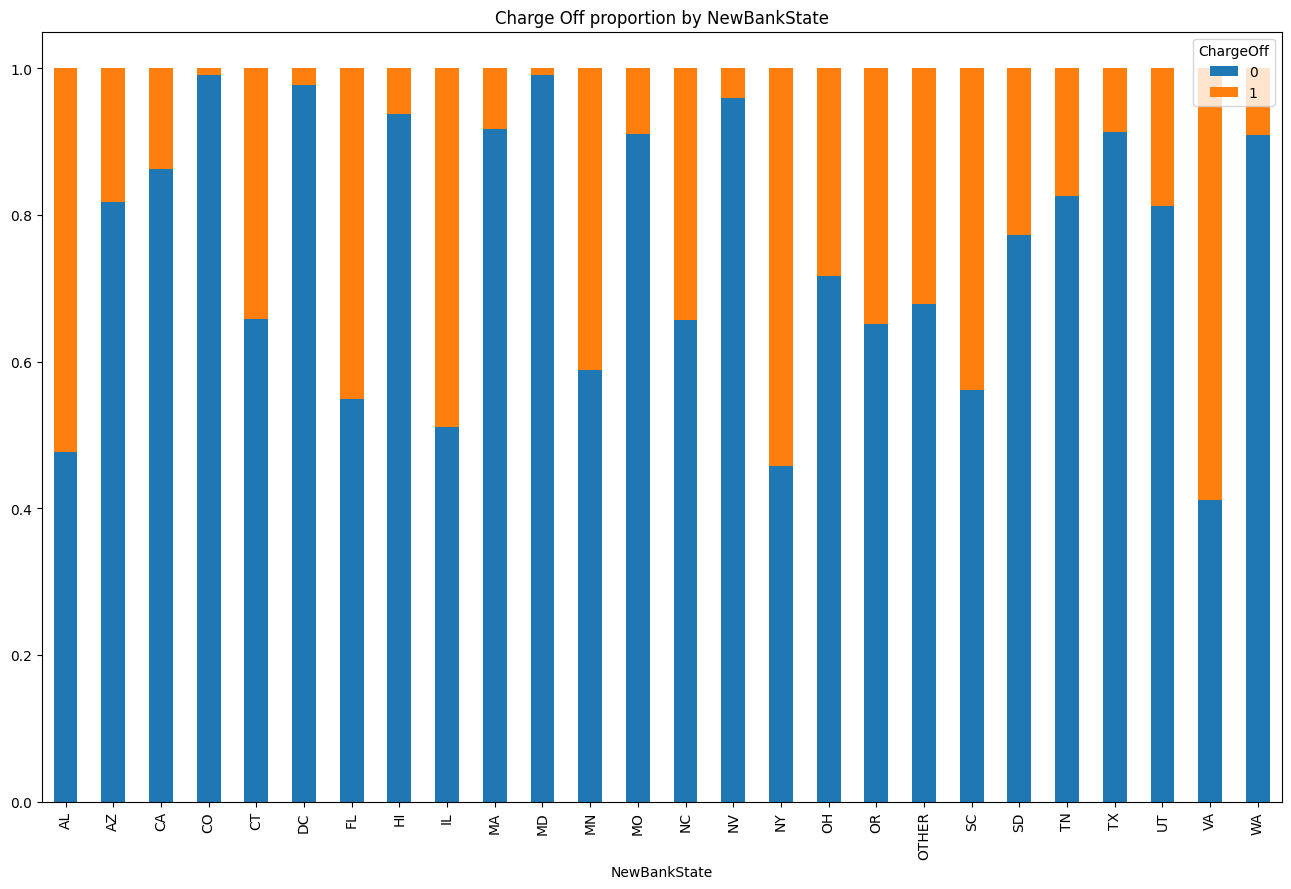 Charge Off proportion by NewBankState
ChargeOff
0
1
1.0
0.8
0.6
0.4
0.2
0.0
AL AZ CA CO CT DC FL HI IL MA MD MN MO NC NV NY OH OR OTHER SC SD TN TX UT VA WA
NewBankState